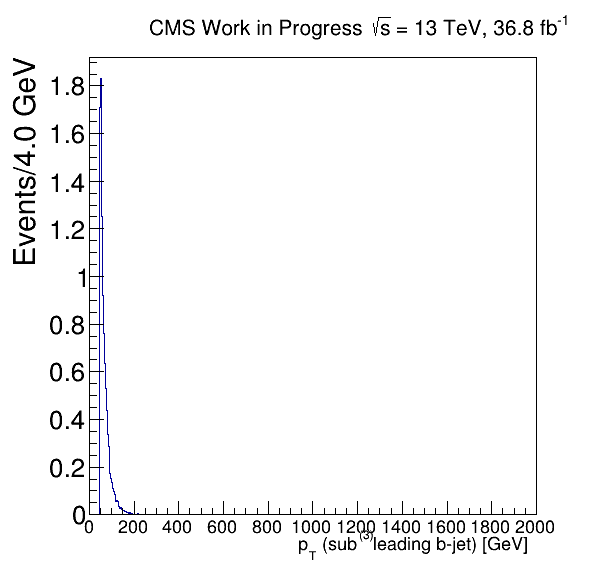 CMS Work in Progress √s = 13 TeV, 36.8 fb⁻¹
Events/4.0 GeV
1.8
1.6
1.4
1.2
1
0.8
0.6
0.4
0.2
0
0 200 400 600 800 1000 1200 1400 1600 1800 2000
p_T (sub⁽³⁾leading b-jet) [GeV]